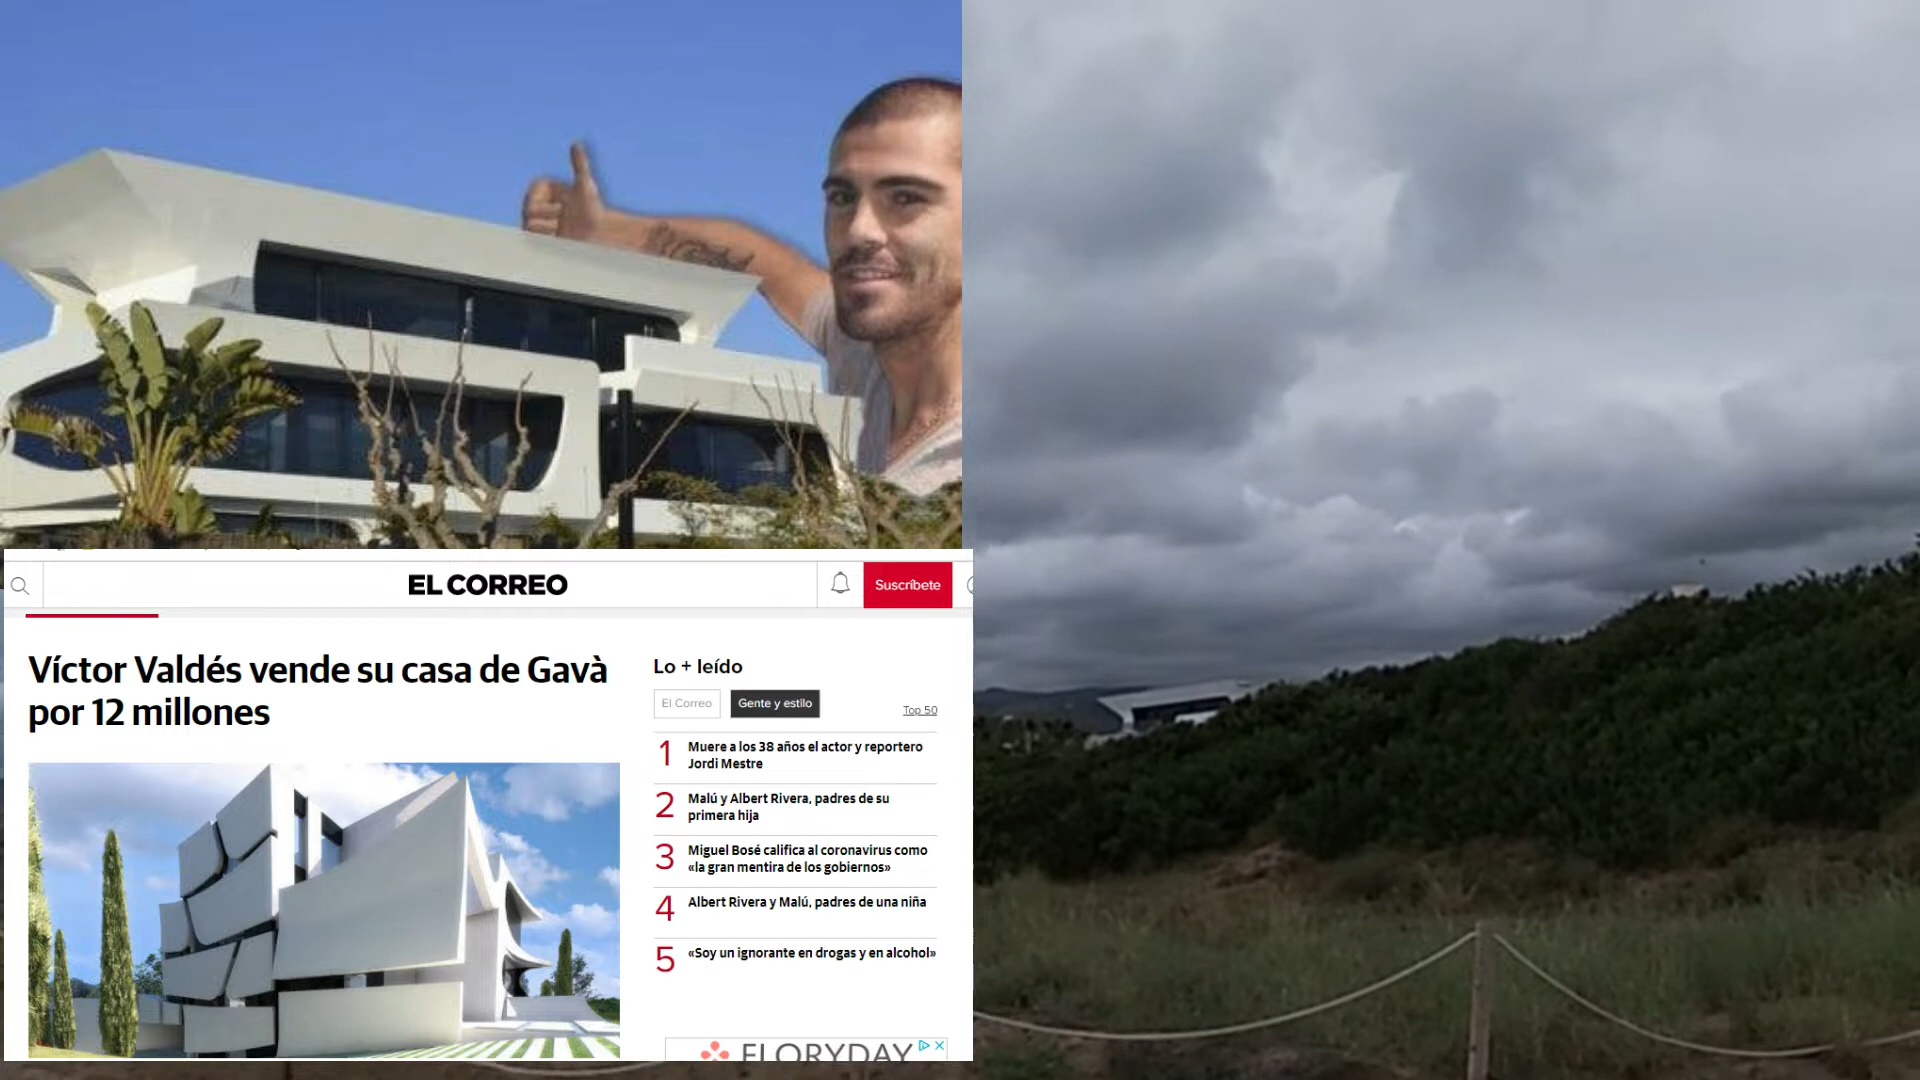 EL CORREO
Suscríbete
Víctor Valdés vende su casa de Gavà
por 12 millones
Lo + leído
El Correo
Gente y estilo
Top 50
1
Muere a los 38 años el actor y reportero
Jordi Mestre
2
Malú y Albert Rivera, padres de su
primera hija
3
Miguel Bosé califica al coronavirus como
«la gran mentira de los gobiernos»
4
Albert Rivera y Malú, padres de una niña
5
«Soy un ignorante en drogas y en alcohol»
FLORYDAY